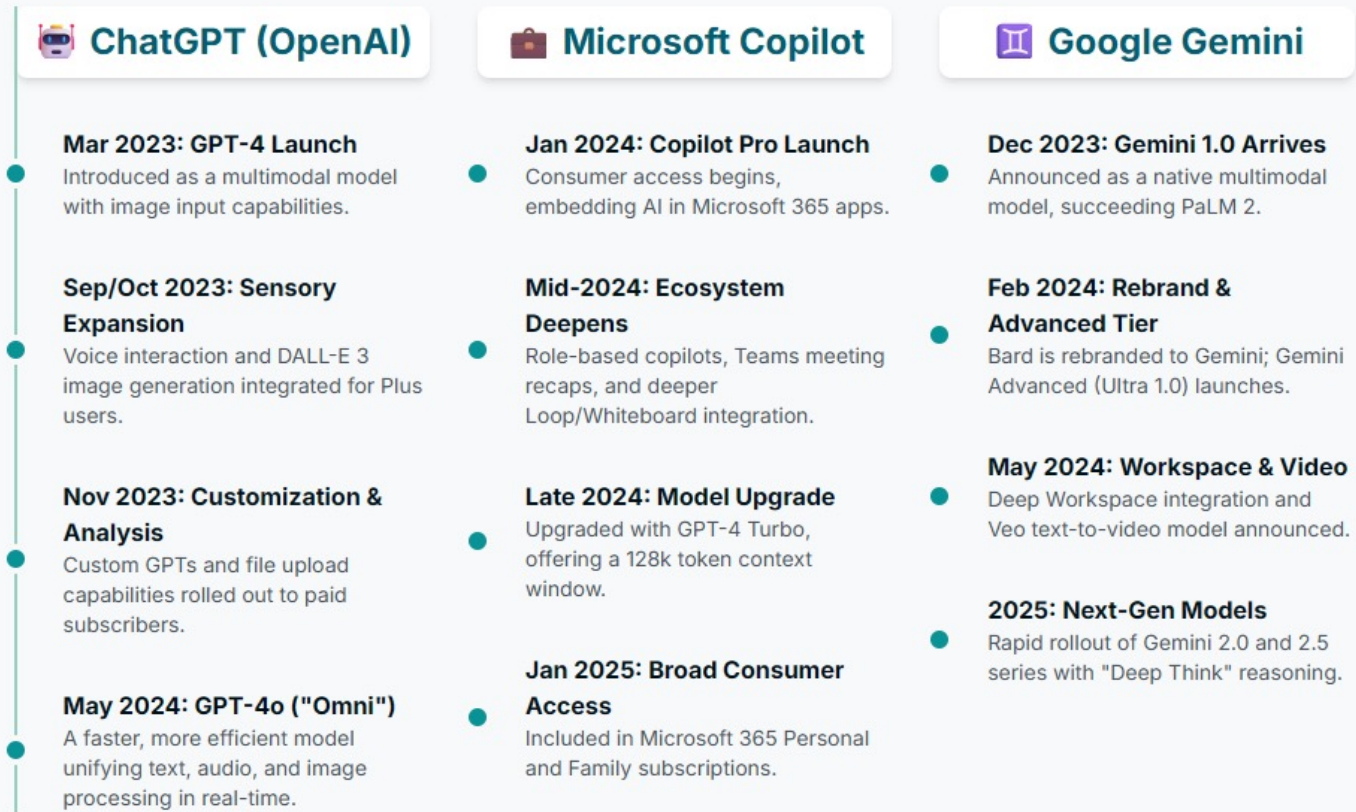 ChatGPT (OpenAI)
Mar 2023: GPT-4 Launch
Introduced as a multimodal model
with image input capabilities.
Sep/Oct 2023: Sensory
Expansion
Voice interaction and DALL-E 3
image generation integrated for Plus
users.
Nov 2023: Customization &
Analysis
Custom GPTs and file upload
capabilities rolled out to paid
subscribers.
May 2024: GPT-4o ("Omni")
A faster, more efficient model
unifying text, audio, and image
processing in real-time.
Microsoft Copilot
Jan 2024: Copilot Pro Launch
Consumer access begins,
embedding AI in Microsoft 365 apps.
Mid-2024: Ecosystem
Deepens
Role-based copilots, Teams meeting
recaps, and deeper
Loop/Whiteboard integration.
Late 2024: Model Upgrade
Upgraded with GPT-4 Turbo,
offering a 128k token context
window.
Jan 2025: Broad Consumer
Access
Included in Microsoft 365 Personal
and Family subscriptions.
Google Gemini
Dec 2023: Gemini 1.0 Arrives
Announced as a native multimodal
model, succeeding PaLM 2.
Feb 2024: Rebrand &
Advanced Tier
Bard is rebranded to Gemini; Gemini
Advanced (Ultra 1.0) launches.
May 2024: Workspace & Video
Deep Workspace integration and
Veo text-to-video model announced.
2025: Next-Gen Models
Rapid rollout of Gemini 2.0 and 2.5
series with "Deep Think" reasoning.